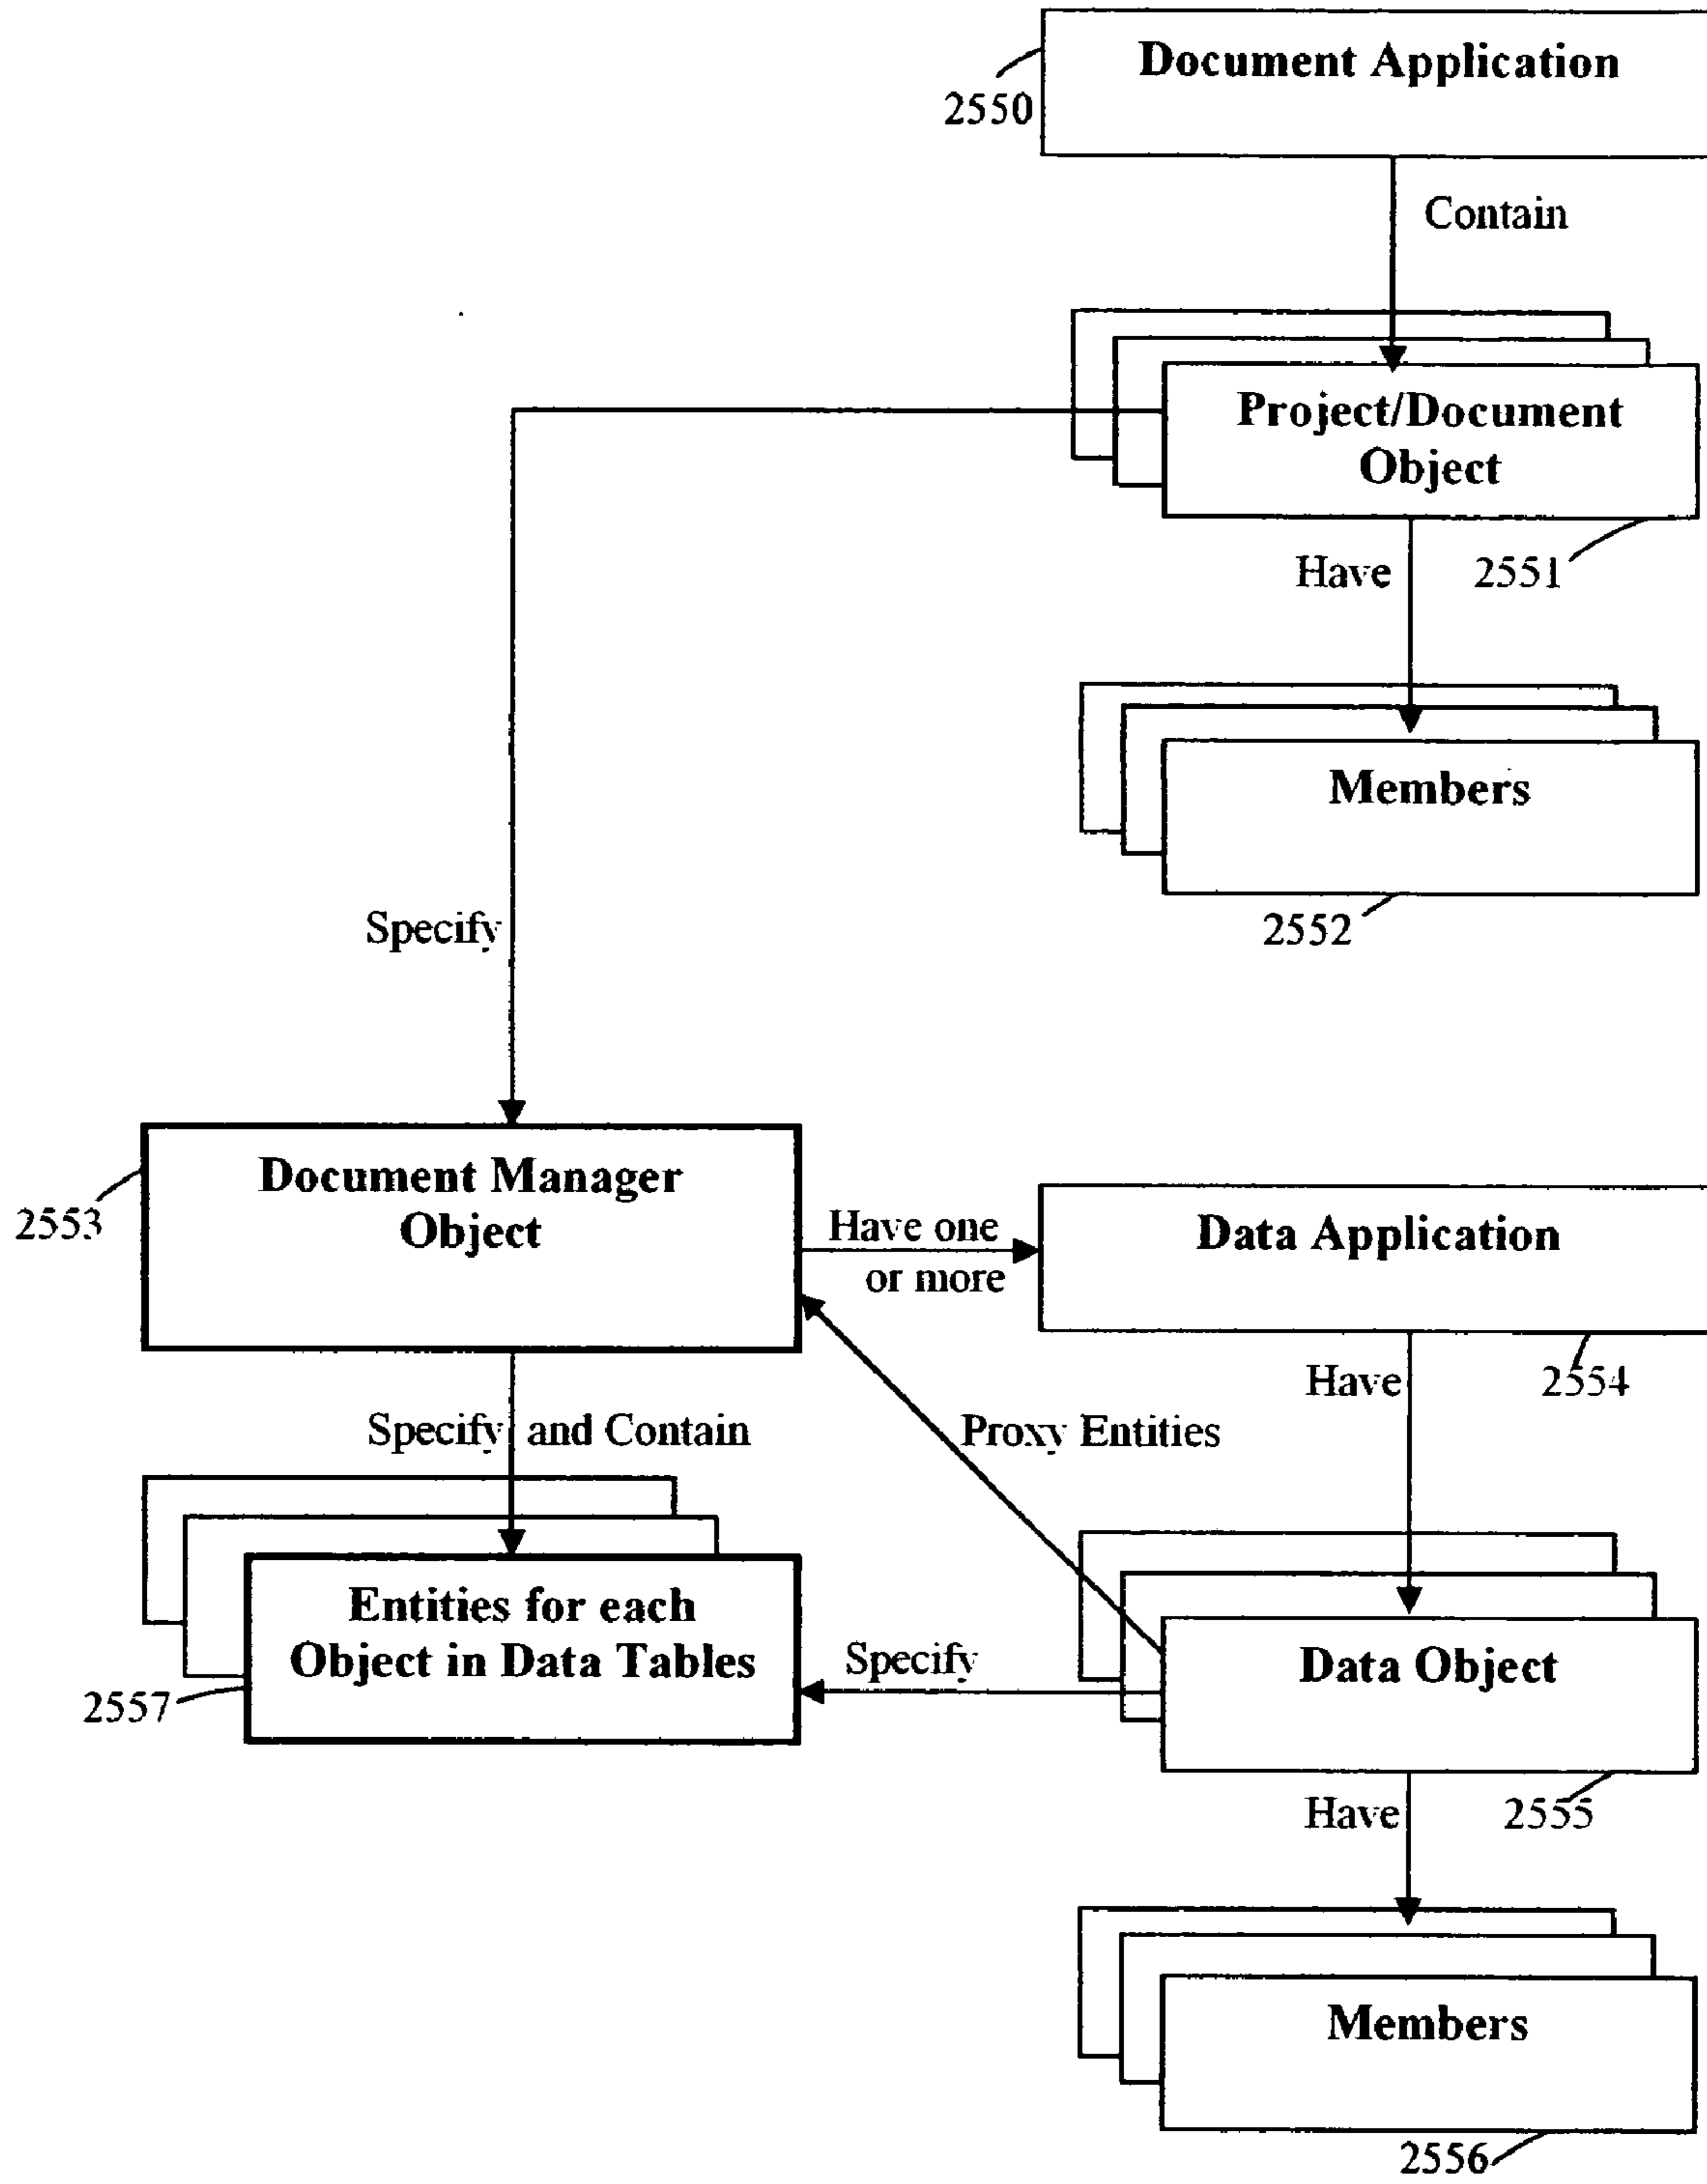 Document Application
2550
Contain
Project/Document
Object
Have
2551
Members
2552
Specify
Document Manager
Object
2553
Have one
or more
Data Application
2554
Have
Specify and Contain
Proxy Entities
Entities for each
Object in Data Tables
2557
Specify
Data Object
2555
Have
Members
2556